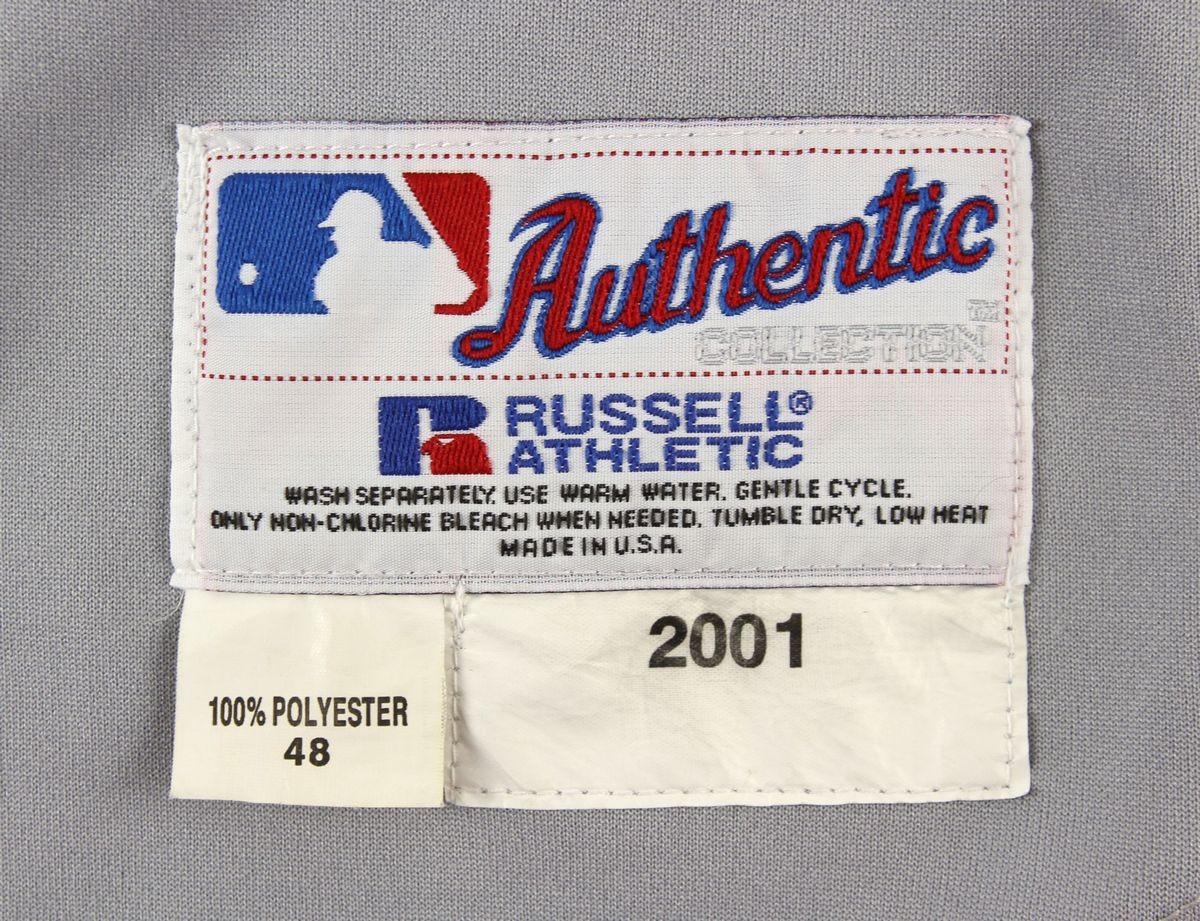 Authentic
COLLECTION™
RUSSELL®
ATHLETIC
WASH SEPARATELY. USE WARM WATER. GENTLE CYCLE.
ONLY NON-CHLORINE BLEACH WHEN NEEDED. TUMBLE DRY, LOW HEAT
MADE IN U.S.A.
2001
100% POLYESTER
48